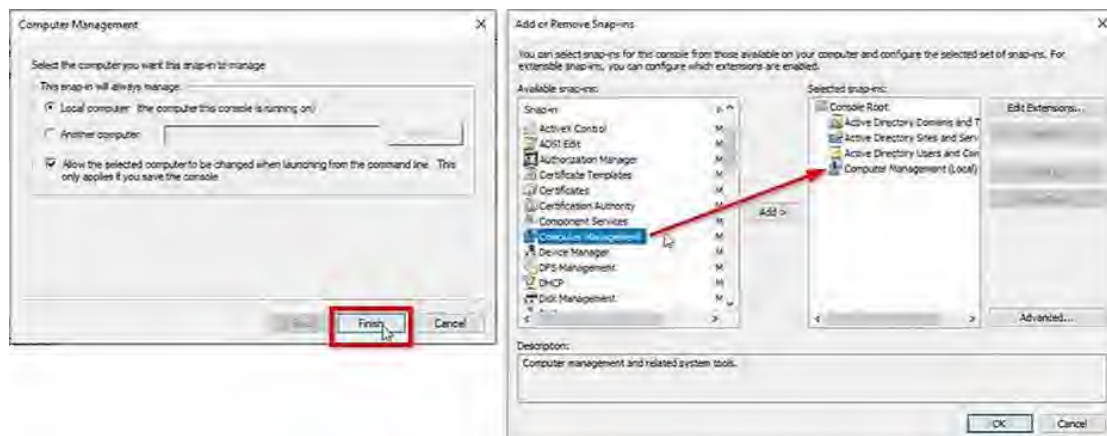 Computer Management
Select the computer you want this snap-in to manage.
This snap-in will always manage:
Local computer: (the computer this console is running on)
Another computer:
Allow the selected computer to be changed when launching from the command line. This
only applies if you save the console.
Finish
Cancel
Add or Remove Snap-ins
You can select snap-ins for this console from those available on your computer and configure the selected set of snap-ins. For
extensible snap-ins, you can configure which extensions are enabled.
Available snap-ins:
Snap-in
ActiveX Control M
ADSI Edit M
Authorization Manager M
Certificate Templates M
Certificates M
Certification Authority M
Component Services M
Computer Management M
Device Manager M
DFS Management M
DHCP M
Disk Management M
Add >
Selected snap-ins:
Console Root
Active Directory Domains and T
Active Directory Sites and Serv
Active Directory Users and Com
Computer Management (Local)
Edit Extensions...
Advanced...
Description:
Computer management and related system tools.
OK
Cancel